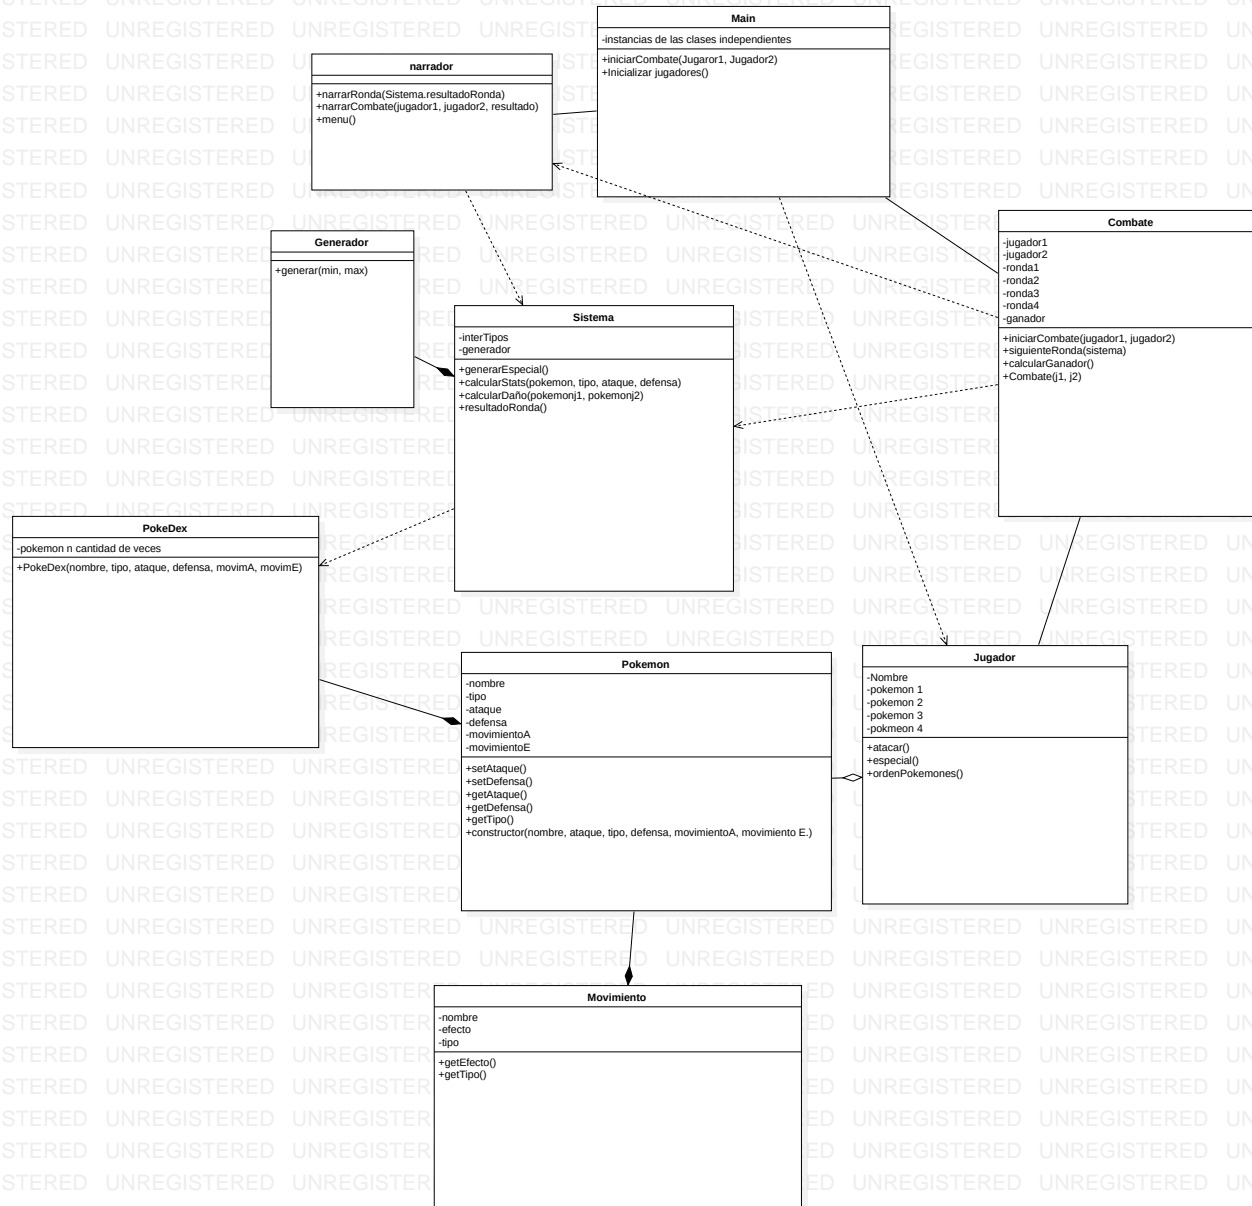 Main
-instancias de las clases independientes
+iniciarCombate(Jugaror1, Jugador2)
+Inicializar jugadores()
narrador
+narrarRonda(Sistema.resultadoRonda)
+narrarCombate(jugador1, jugador2, resultado)
+menu()
Combate
-jugador1
-jugador2
-ronda1
-ronda2
-ronda3
-ronda4
-ganador
+iniciarCombate(jugador1, jugador2)
+siguienteRonda(sistema)
+calcularGanador()
+Combate(j1, j2)
Generador
+generar(min, max)
Sistema
-interTipos
-generador
+generarEspecial()
+calcularStats(pokemon, tipo, ataque, defensa)
+calcularDaño(pokemonj1, pokemonj2)
+resultadoRonda()
PokeDex
-pokemon n cantidad de veces
+PokeDex(nombre, tipo, ataque, defensa, movimA, movimE)
Pokemon
-nombre
-tipo
-ataque
-defensa
-movimientoA
-movimientoE
+setAtaque()
+setDefensa()
+getAtaque()
+getDefensa()
+getTipo()
+constructor(nombre, ataque, tipo, defensa, movimientoA, movimiento E.)
Jugador
-Nombre
-pokemon 1
-pokemon 2
-pokemon 3
-pokmeon 4
+atacar()
+especial()
+ordenPokemones()
Movimiento
-nombre
-efecto
-tipo
+getEfecto()
+getTipo()
UNREGISTERED